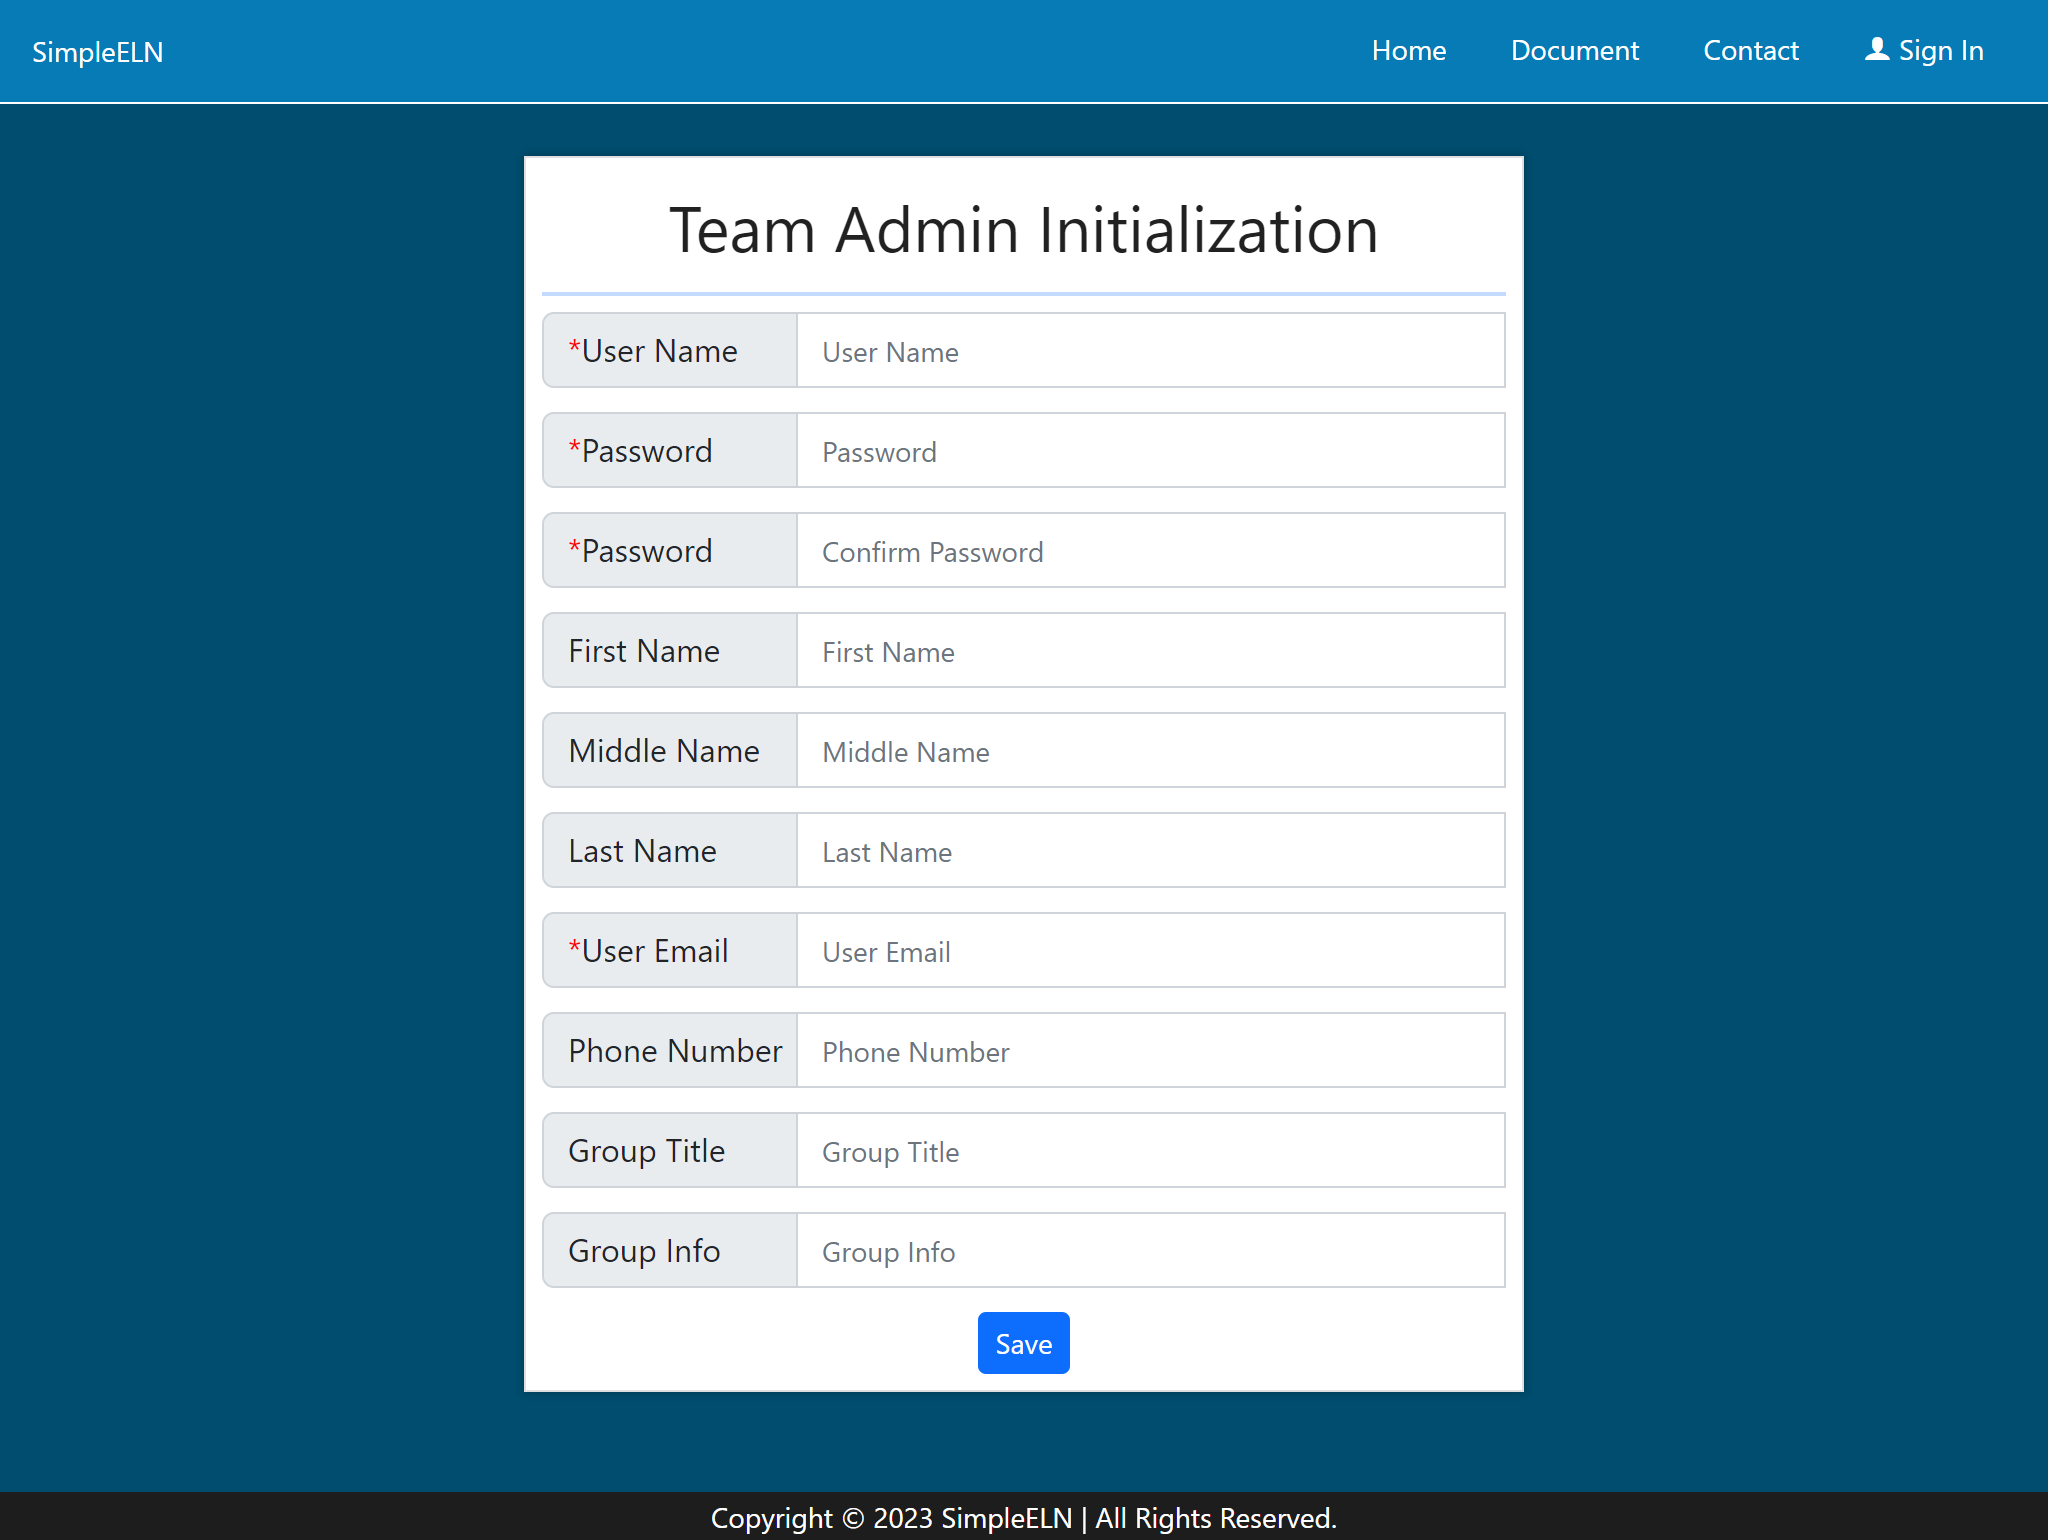 SimpleELN Home Document Contact Sign In
Team Admin Initialization
*User Name User Name
*Password Password
*Password Confirm Password
First Name First Name
Middle Name Middle Name
Last Name Last Name
*User Email User Email
Phone Number Phone Number
Group Title Group Title
Group Info Group Info
Save
Copyright © 2023 SimpleELN | All Rights Reserved.